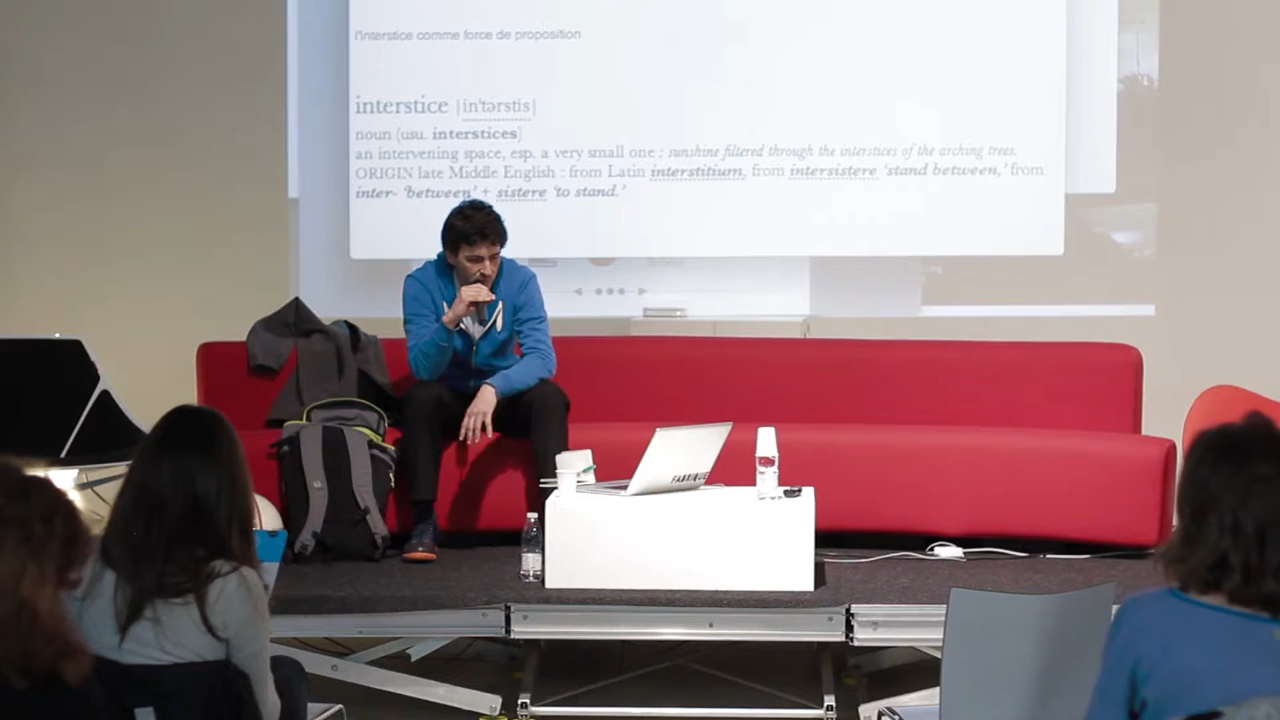 l'interstice comme force de proposition
interstice |in'tərstis|
noun (usu. interstices)
an intervening space, esp. a very small one : sunshine filtered through the interstices of the arching trees.
ORIGIN late Middle English : from Latin interstitium, from intersistere ‘stand between,’ from
inter- ‘between’ + sistere ‘to stand.’
FABRIQUE